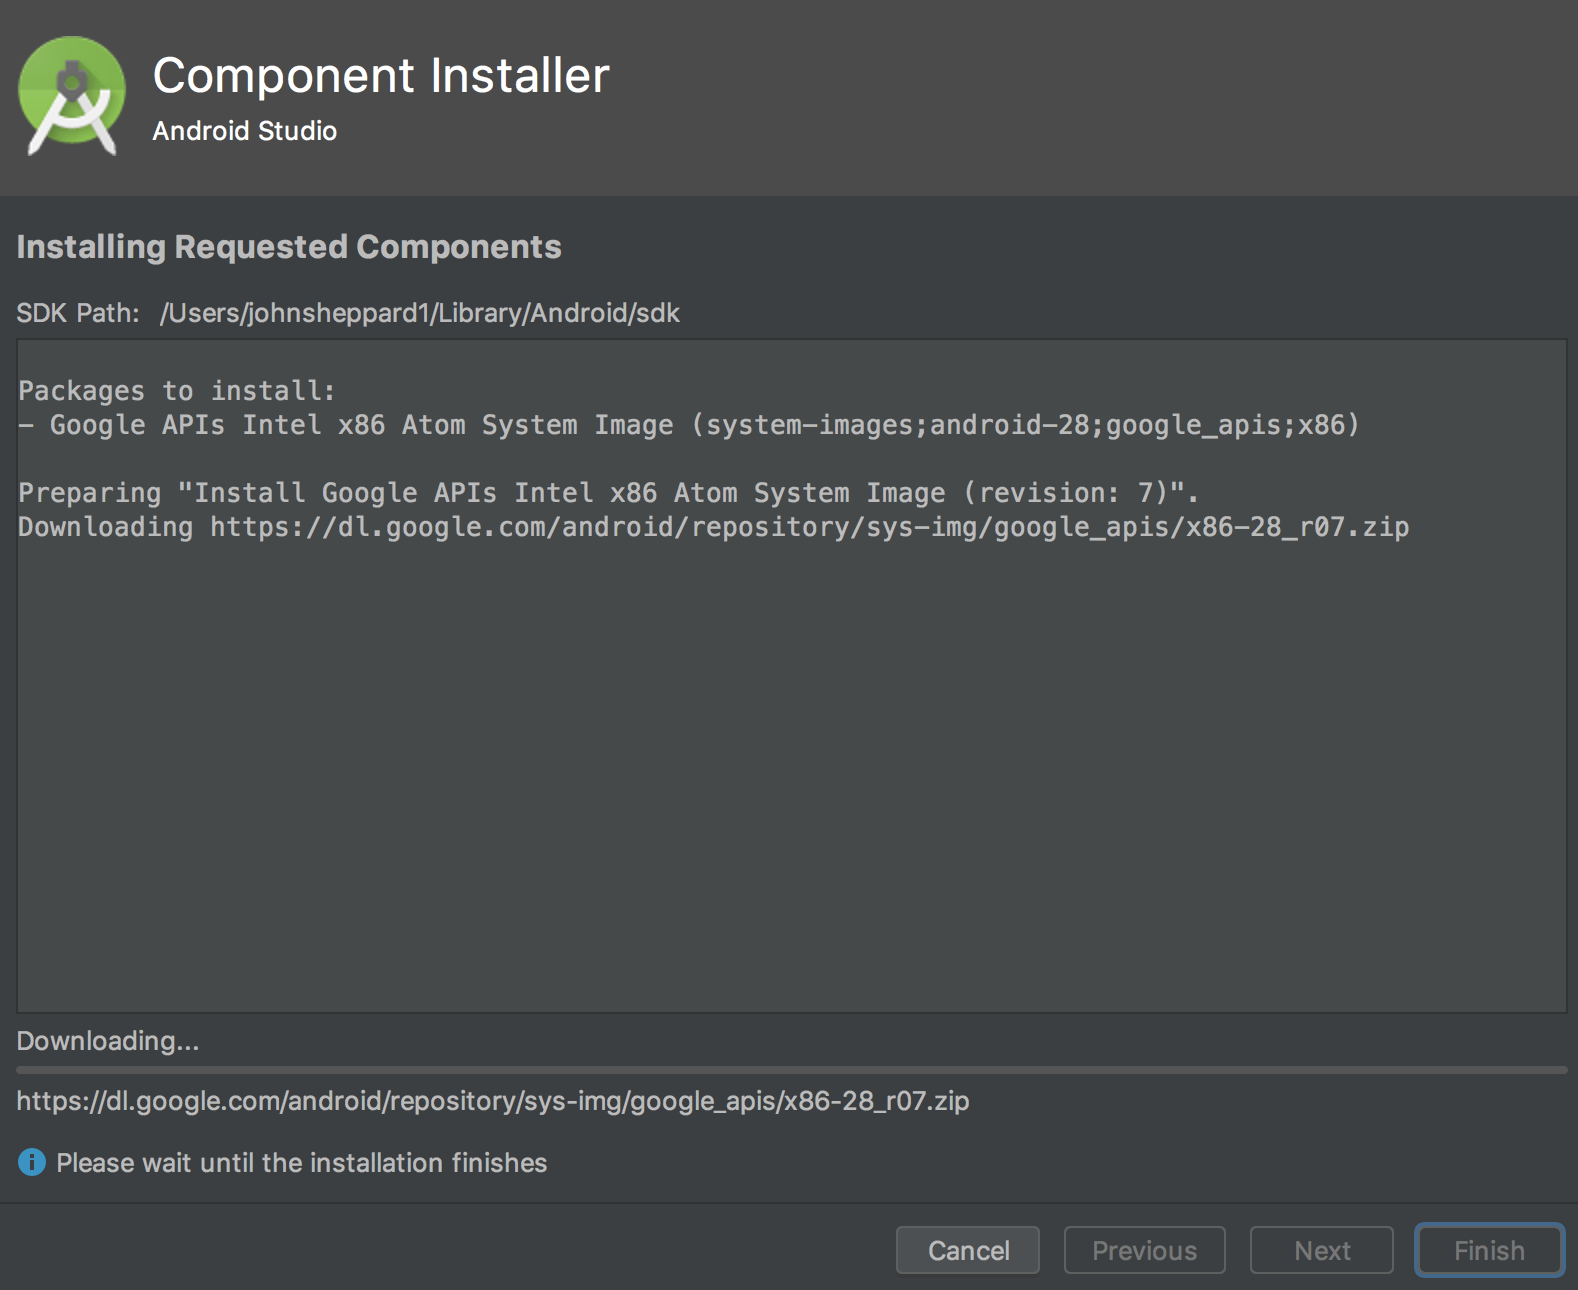 Component Installer
Android Studio
Installing Requested Components
SDK Path: /Users/johnsheppard1/Library/Android/sdk
Packages to install:
- Google APIs Intel x86 Atom System Image (system-images;android-28;google_apis;x86)
Preparing "Install Google APIs Intel x86 Atom System Image (revision: 7)".
Downloading https://dl.google.com/android/repository/sys-img/google_apis/x86-28_r07.zip
Downloading...
https://dl.google.com/android/repository/sys-img/google_apis/x86-28_r07.zip
Please wait until the installation finishes
Cancel Previous Next Finish